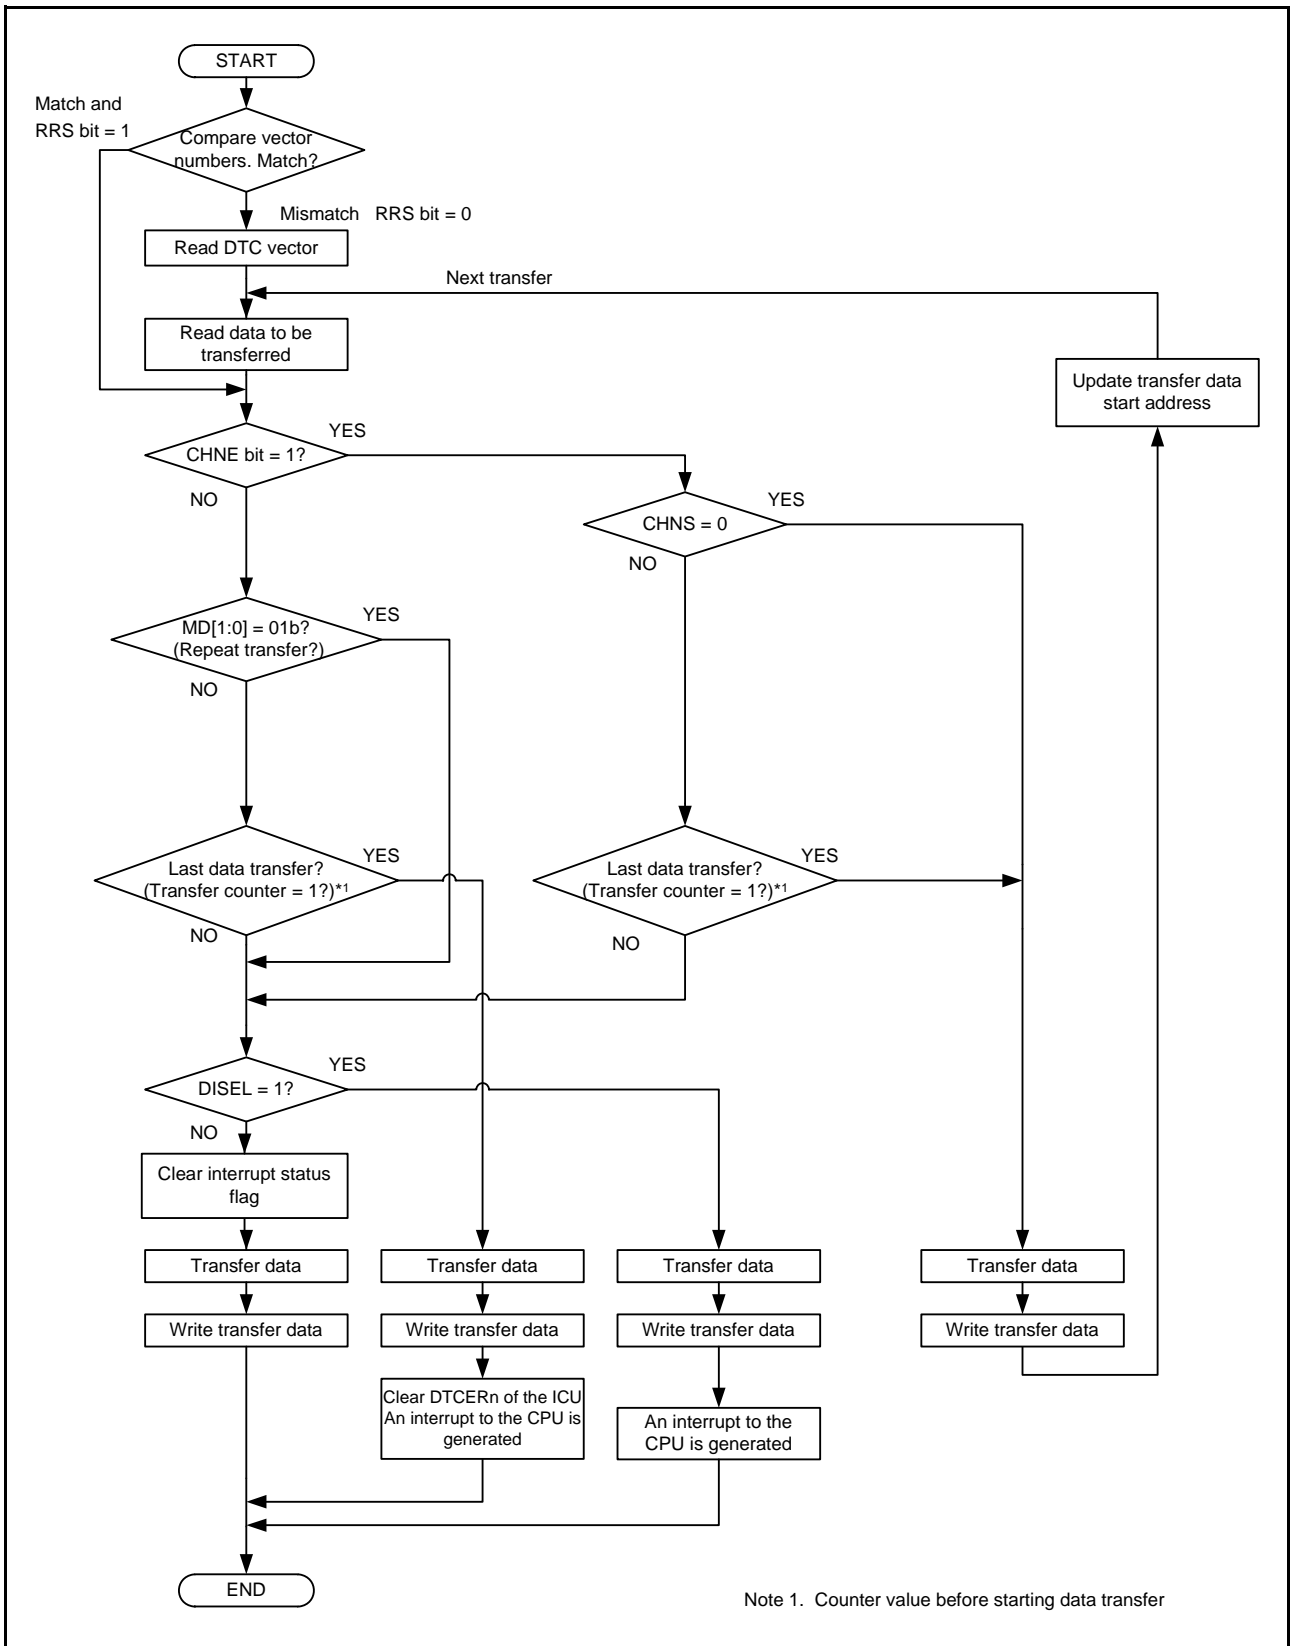 START
Match and
RRS bit = 1
Compare vector
numbers. Match?
Mismatch RRS bit = 0
Read DTC vector
Next transfer
Read data to be
transferred
Update transfer data
start address
YES
CHNE bit = 1?
NO
YES
CHNS = 0
NO
YES
MD[1:0] = 01b?
(Repeat transfer?)
NO
YES
Last data transfer?
(Transfer counter = 1?)*1
NO
YES
Last data transfer?
(Transfer counter = 1?)*1
NO
YES
DISEL = 1?
NO
Clear interrupt status
flag
Transfer data
Transfer data
Transfer data
Transfer data
Write transfer data
Write transfer data
Write transfer data
Write transfer data
Clear DTCERn of the ICU
An interrupt to the CPU is
generated
An interrupt to the
CPU is generated
END
Note 1. Counter value before starting data transfer